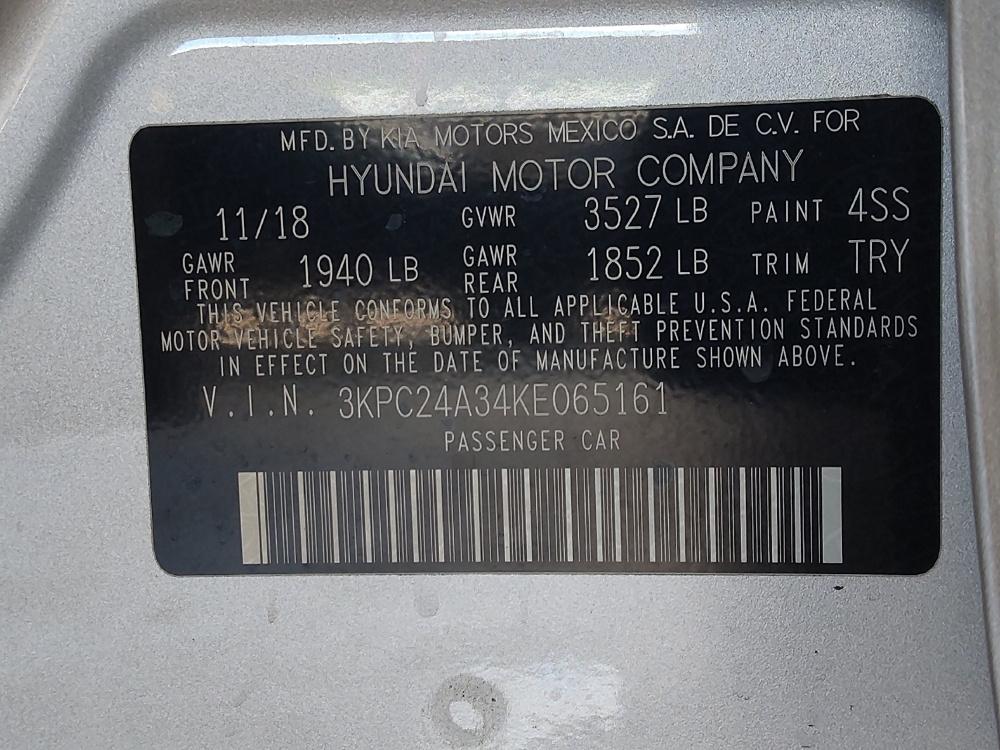 MFD. BY KIA MOTORS MEXICO S.A. DE C.V. FOR
HYUNDAI MOTOR COMPANY
11/18 GVWR 3527 LB PAINT 4SS
GAWR FRONT 1940 LB GAWR REAR 1852 LB TRIM TRY
THIS VEHICLE CONFORMS TO ALL APPLICABLE U.S.A. FEDERAL
MOTOR VEHICLE SAFETY, BUMPER, AND THEFT PREVENTION STANDARDS
IN EFFECT ON THE DATE OF MANUFACTURE SHOWN ABOVE.
V.I.N. 3KPC24A34KE065161
PASSENGER CAR